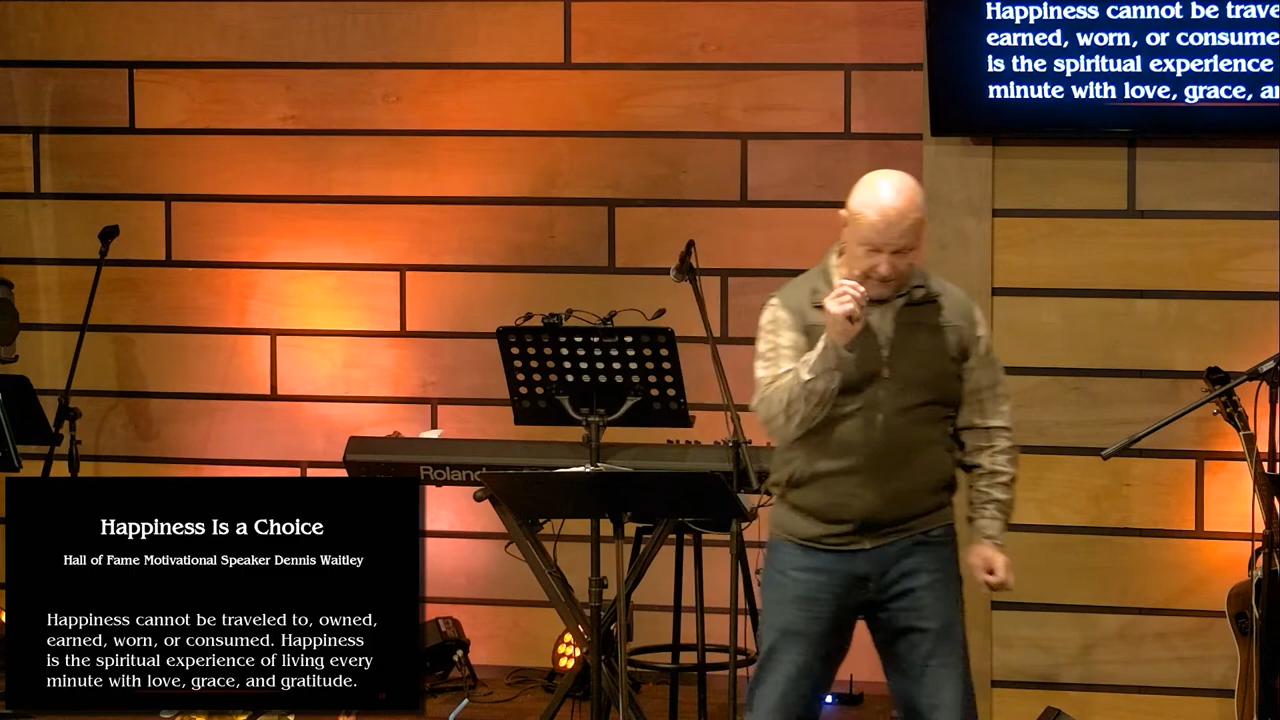 Happiness cannot be trave
earned, worn, or consume
is the spiritual experience
minute with love, grace, a
Roland
Happiness Is a Choice
Hall of Fame Motivational Speaker Dennis Waitley
Happiness cannot be traveled to, owned,
earned, worn, or consumed. Happiness
is the spiritual experience of living every
minute with love, grace, and gratitude.